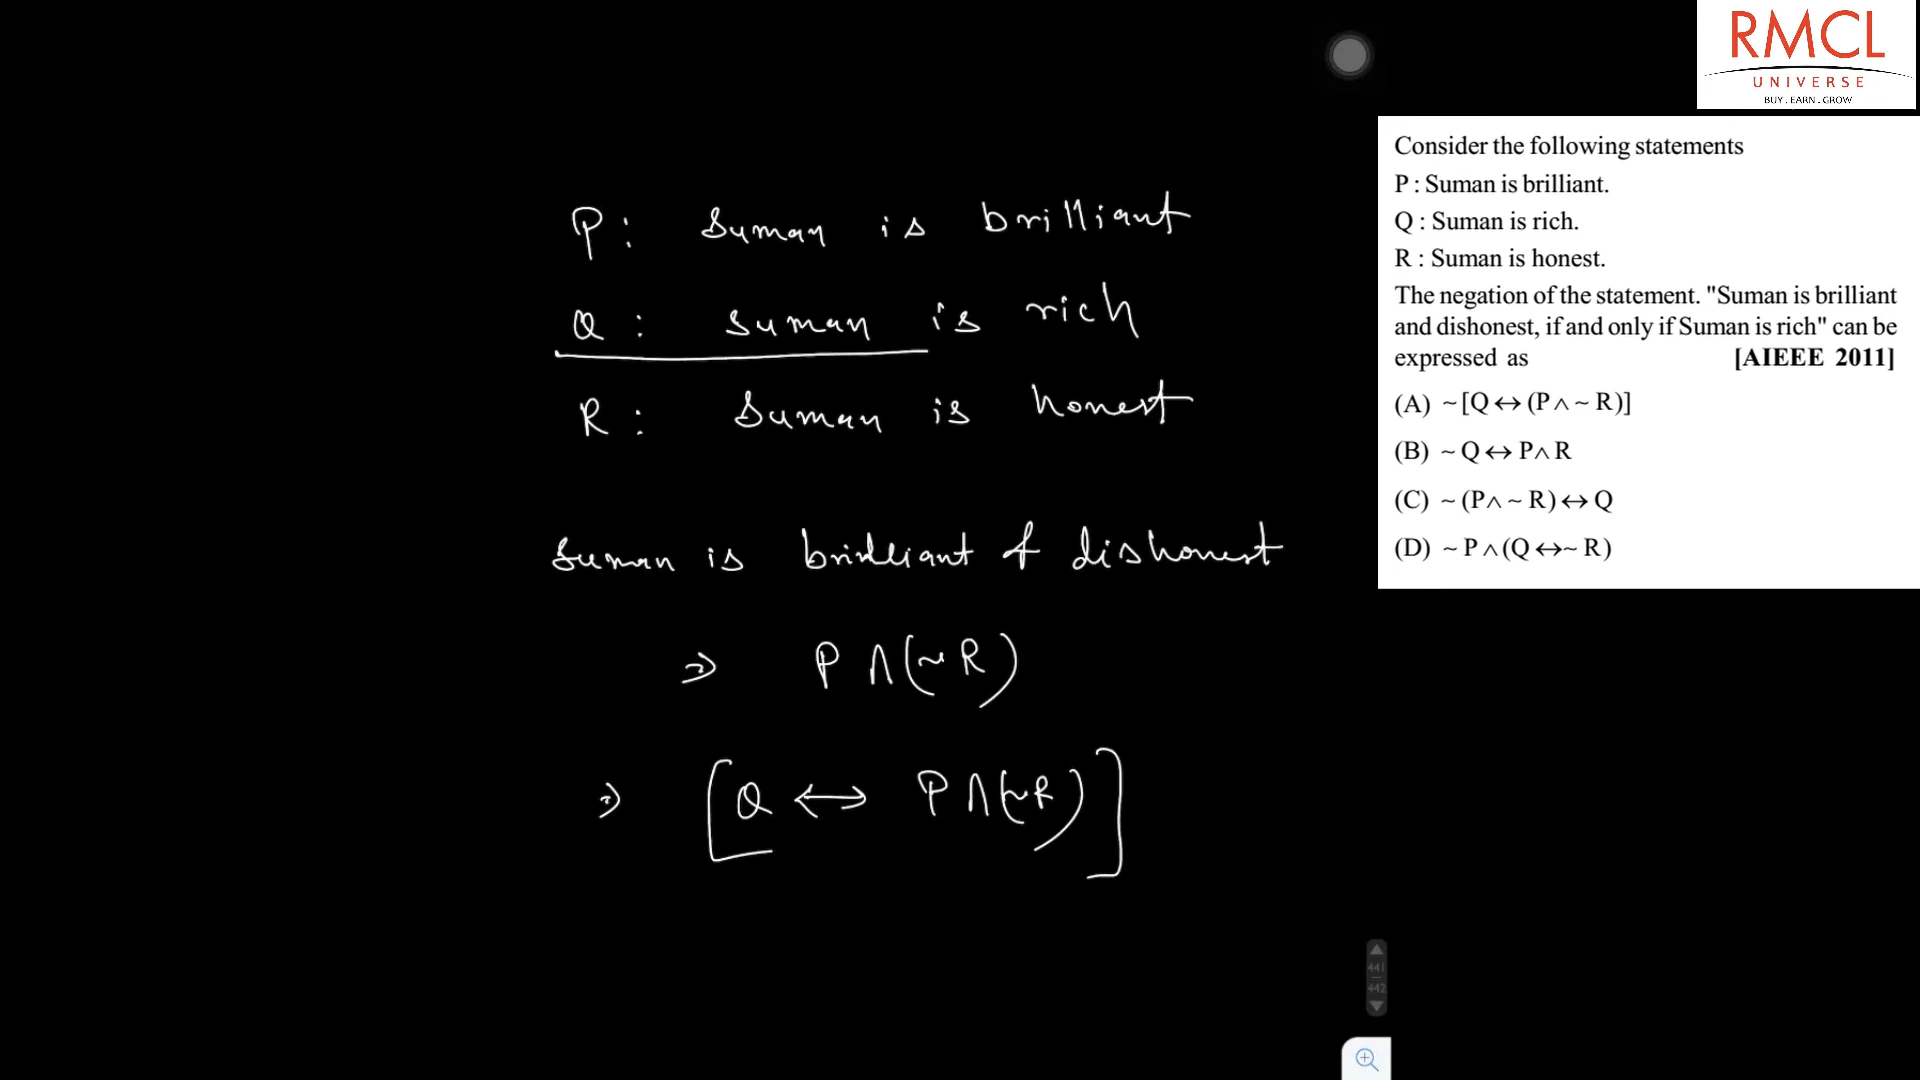 RMCL
UNIVERSE
BUY . EARN . GROW
P : Suman is brilliant
Q : Suman is rich
R : Suman is honest
Suman is brilliant & dishonest
⇒ P ∧ (~R)
⇒ [Q ↔ P ∧ (~R)]
Consider the following statements
P : Suman is brilliant.
Q : Suman is rich.
R : Suman is honest.
The negation of the statement. "Suman is brilliant
and dishonest, if and only if Suman is rich" can be
expressed as [AIEEE 2011]
(A) ~ [Q ↔ (P ∧ ~ R)]
(B) ~ Q ↔ P ∧ R
(C) ~ (P ∧ ~ R) ↔ Q
(D) ~ P ∧ (Q ↔ ~ R)
441
442